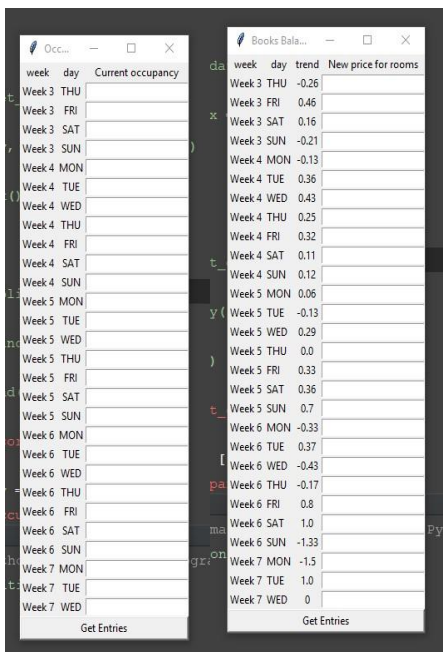 Occ...
week day Current occupancy
Week 3 THU
Week 3 FRI
Week 3 SAT
Week 3 SUN
Week 4 MON
Week 4 TUE
Week 4 WED
Week 4 THU
Week 4 FRI
Week 4 SAT
Week 4 SUN
Week 5 MON
Week 5 TUE
Week 5 WED
Week 5 THU
Week 5 FRI
Week 5 SAT
Week 5 SUN
Week 6 MON
Week 6 TUE
Week 6 WED
Week 6 THU
Week 6 FRI
Week 6 SAT
Week 6 SUN
Week 7 MON
Week 7 TUE
Week 7 WED
Get Entries
Books Bala...
week day trend New price for rooms
Week 3 THU -0.26
Week 3 FRI 0.46
Week 3 SAT 0.16
Week 3 SUN -0.21
Week 4 MON -0.13
Week 4 TUE 0.36
Week 4 WED 0.43
Week 4 THU 0.25
Week 4 FRI 0.32
Week 4 SAT 0.11
Week 4 SUN 0.12
Week 5 MON 0.06
Week 5 TUE -0.13
Week 5 WED 0.29
Week 5 THU 0.0
Week 5 FRI 0.33
Week 5 SAT 0.36
Week 5 SUN 0.7
Week 6 MON -0.33
Week 6 TUE 0.37
Week 6 WED -0.43
Week 6 THU -0.17
Week 6 FRI 0.8
Week 6 SAT 1.0
Week 6 SUN -1.33
Week 7 MON -1.5
Week 7 TUE 1.0
Week 7 WED 0
Get Entries